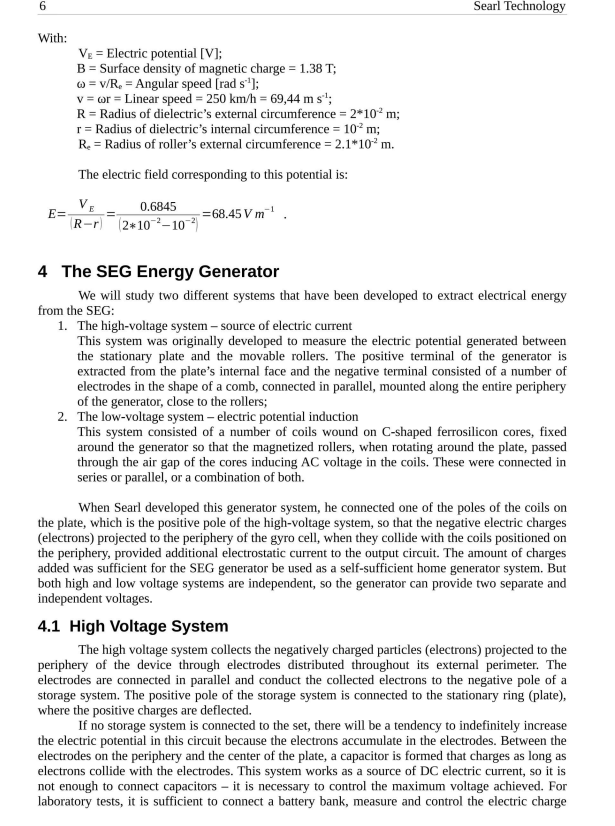 6 Searl Technology
With:
V_E = Electric potential [V];
B = Surface density of magnetic charge = 1.38 T;
ω = v/R_e = Angular speed [rad s⁻¹];
v = ωr = Linear speed = 250 km/h = 69,44 m s⁻¹;
R = Radius of dielectric's external circumference = 2*10⁻² m;
r = Radius of dielectric's internal circumference = 10⁻² m;
R_e = Radius of roller's external circumference = 2.1*10⁻² m.
The electric field corresponding to this potential is:
E = V_E / (R−r) = 0.6845 / (2∗10⁻²−10⁻²) = 68.45 V m⁻¹ .
4 The SEG Energy Generator
We will study two different systems that have been developed to extract electrical energy
from the SEG:
1. The high-voltage system – source of electric current
This system was originally developed to measure the electric potential generated between
the stationary plate and the movable rollers. The positive terminal of the generator is
extracted from the plate's internal face and the negative terminal consisted of a number of
electrodes in the shape of a comb, connected in parallel, mounted along the entire periphery
of the generator, close to the rollers;
2. The low-voltage system – electric potential induction
This system consisted of a number of coils wound on C-shaped ferrosilicon cores, fixed
around the generator so that the magnetized rollers, when rotating around the plate, passed
through the air gap of the cores inducing AC voltage in the coils. These were connected in
series or parallel, or a combination of both.
When Searl developed this generator system, he connected one of the poles of the coils on
the plate, which is the positive pole of the high-voltage system, so that the negative electric charges
(electrons) projected to the periphery of the gyro cell, when they collide with the coils positioned on
the periphery, provided additional electrostatic current to the output circuit. The amount of charges
added was sufficient for the SEG generator be used as a self-sufficient home generator system. But
both high and low voltage systems are independent, so the generator can provide two separate and
independent voltages.
4.1 High Voltage System
The high voltage system collects the negatively charged particles (electrons) projected to the
periphery of the device through electrodes distributed throughout its external perimeter. The
electrodes are connected in parallel and conduct the collected electrons to the negative pole of a
storage system. The positive pole of the storage system is connected to the stationary ring (plate),
where the positive charges are deflected.
If no storage system is connected to the set, there will be a tendency to indefinitely increase
the electric potential in this circuit because the electrons accumulate in the electrodes. Between the
electrodes on the periphery and the center of the plate, a capacitor is formed that charges as long as
electrons collide with the electrodes. This system works as a source of DC electric current, so it is
not enough to connect capacitors – it is necessary to control the maximum voltage achieved. For
laboratory tests, it is sufficient to connect a battery bank, measure and control the electric charge